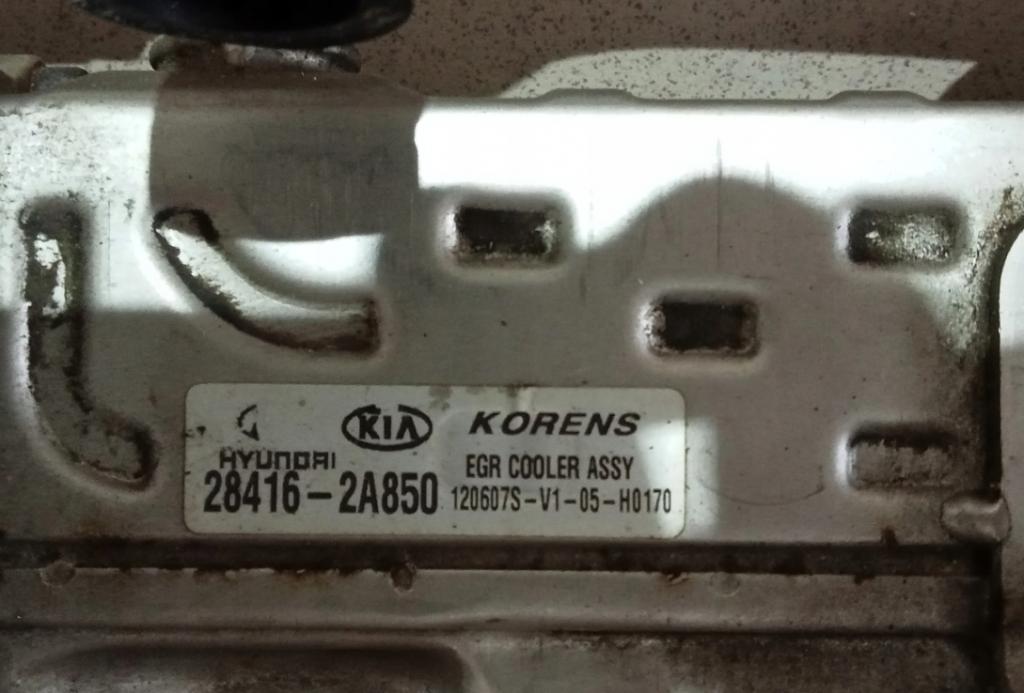 HYUNDAI
KIA
KORENS
EGR COOLER ASSY
28416-2A850
120607S-V1-05-H0170